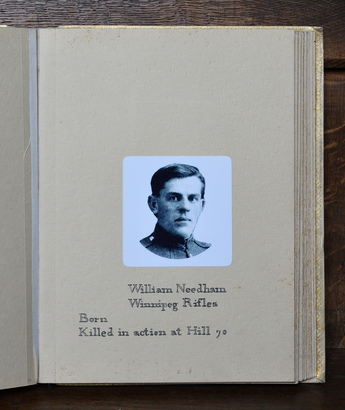 William Needham
Winnipeg Rifles
Born
Killed in action at Hill 70